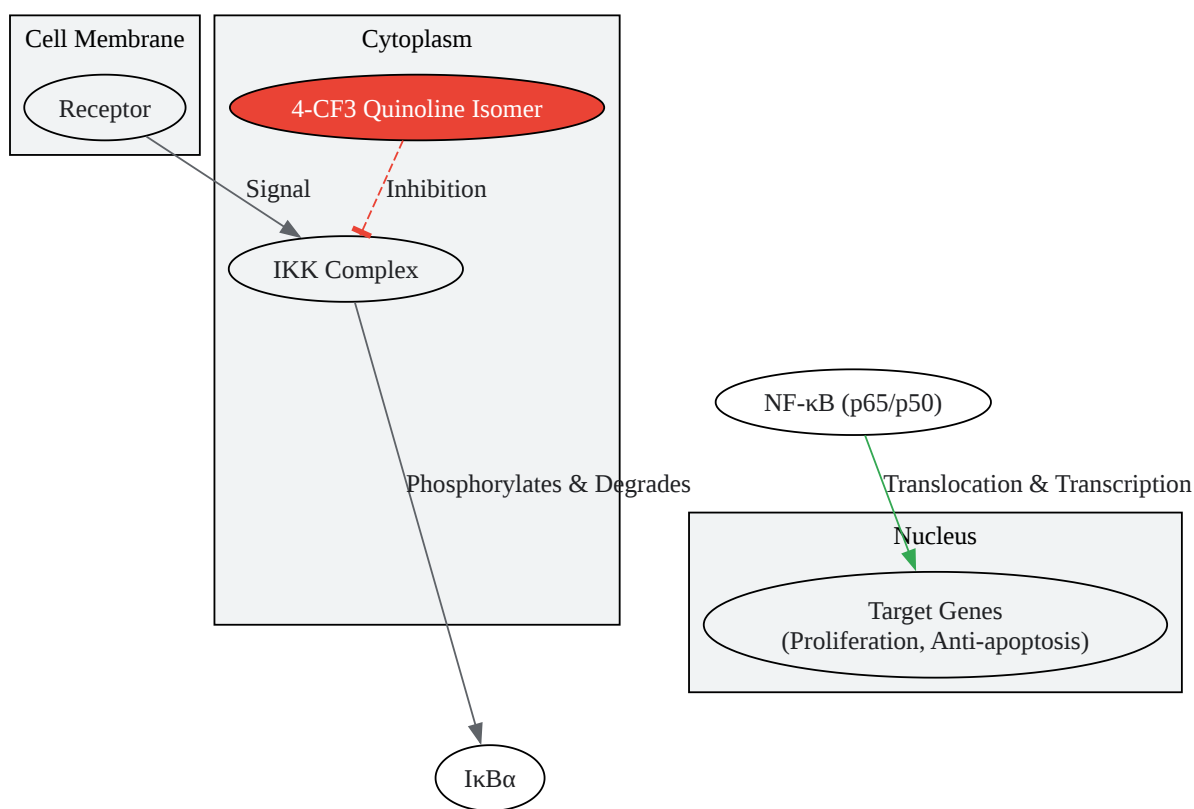 Cell Membrane
Cytoplasm
Receptor
4-CF3 Quinoline Isomer
Signal
Inhibition
IKK Complex
NF-κB (p65/p50)
Phosphorylates & Degrades
Translocation & Transcription
Nucleus
Target Genes
(Proliferation, Anti-apoptosis)
IκBα